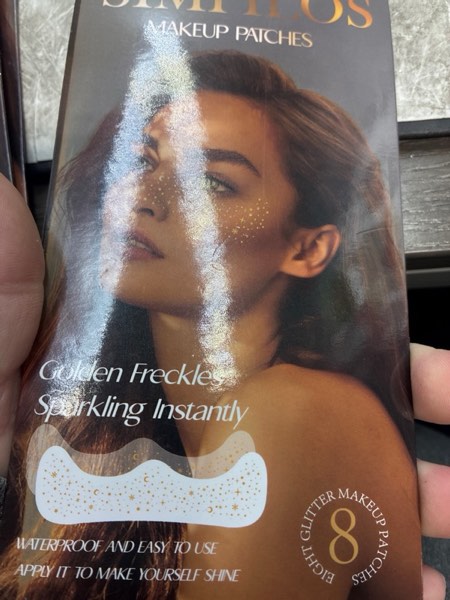 MAKEUP PATCHES
Golden Freckles
Sparkling Instantly
WATERPROOF AND EASY TO USE
APPLY IT TO MAKE YOURSELF SHINE
EIGHT GLITTER MAKEUP PATCHES
8